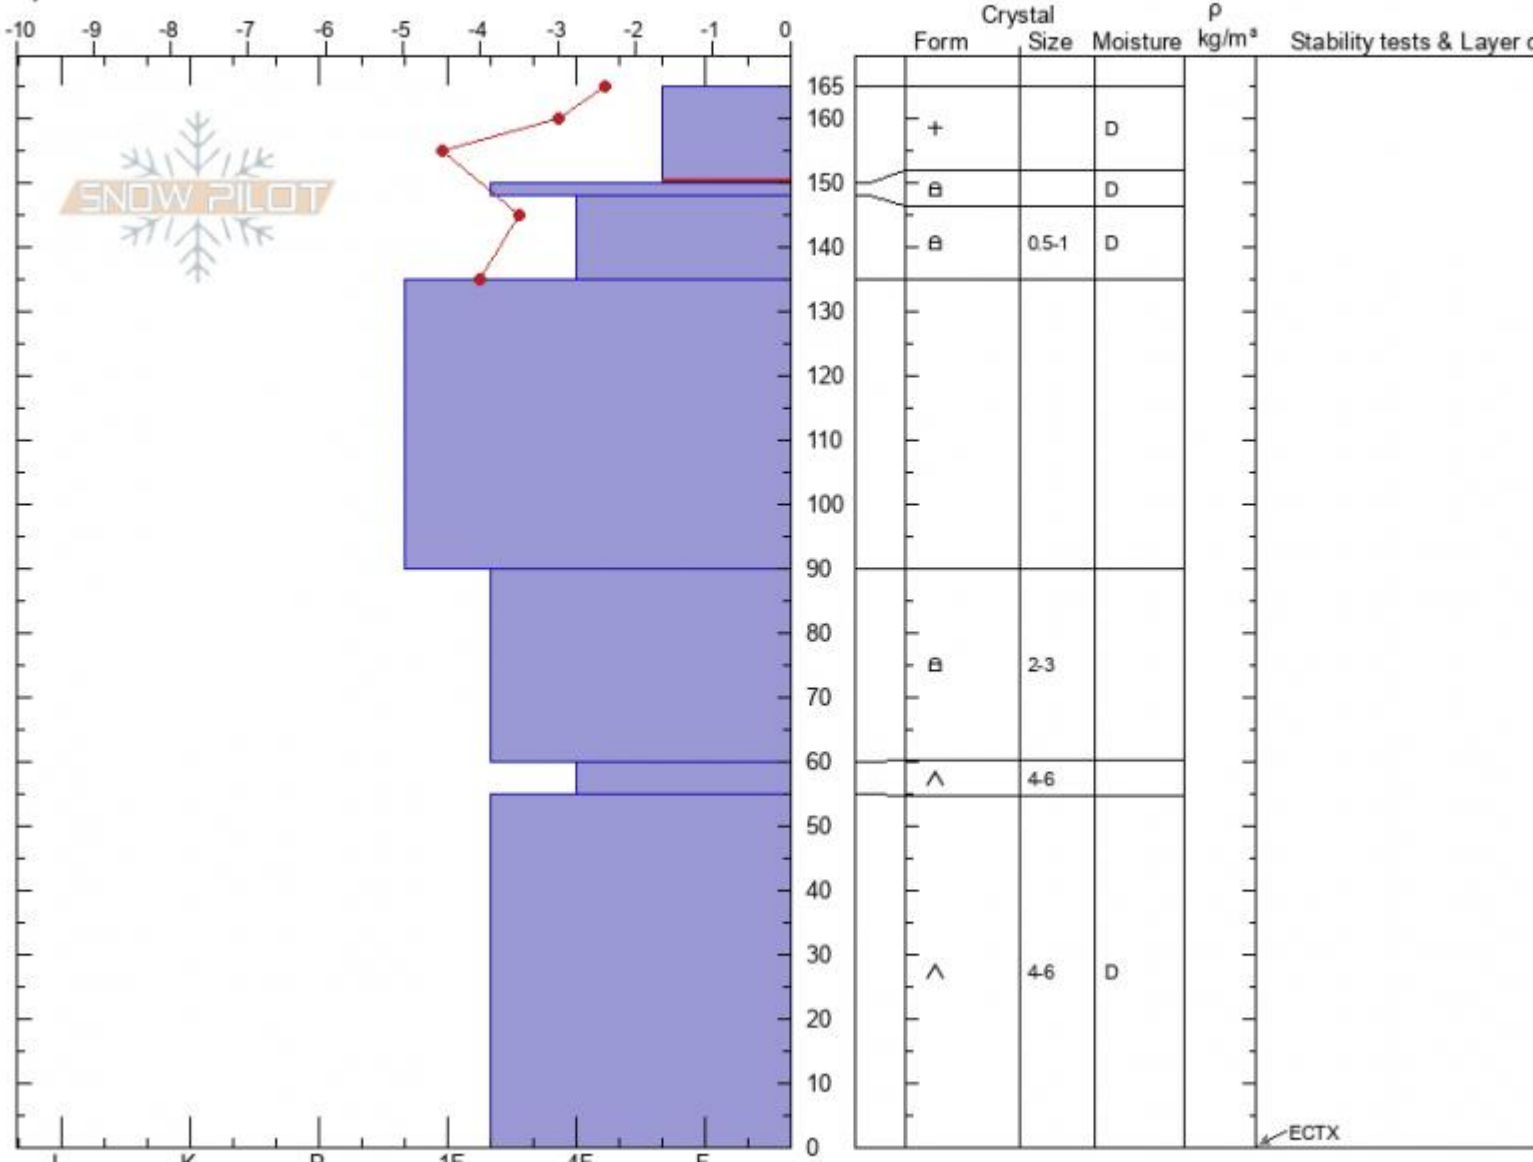 Crystal ρ
-10 -9 -8 -7 -6 -5 -4 -3 -2 -1 0 Form Size Moisture kg/m³ Stability tests & Layer c
165
160 + D
SNOW PILOT
150 D
140 0.5-1 D
130
120
110
100
90
80
2-3
70
60
4-6
50
40
30
4-6 D
20
10
ECTX
0